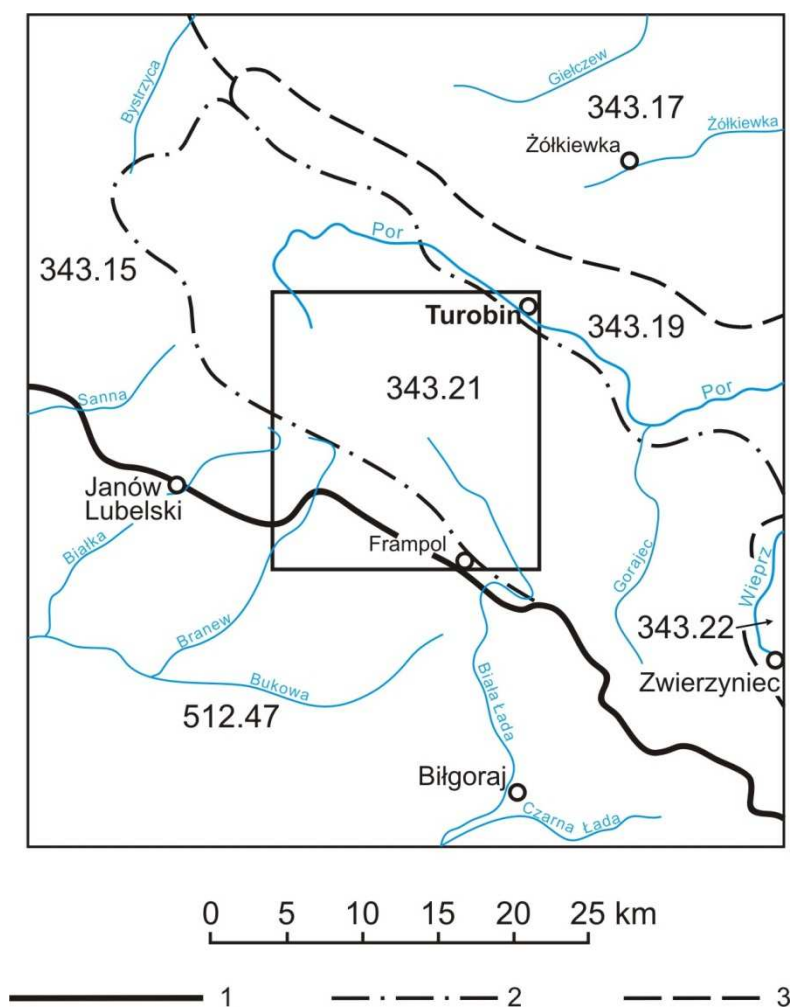 Bystrzyca
Giełczew
343.17
Żółkiewka
Żółkiewka
Por
343.15
Turobin
343.19
343.21
Por
Sanna
Janów
Lubelski
Frampol
Białka
Gorajec
Wieprz
Branew
343.22
Zwierzyniec
Bukowa
Biała Łada
512.47
Biłgoraj
Czarna Łada
0 5 10 15 20 25 km
1 2 3